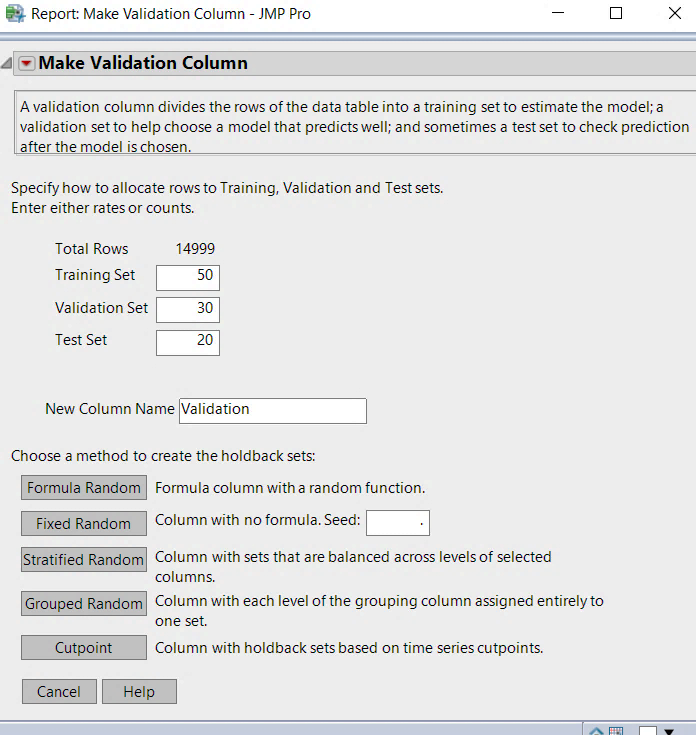 Report: Make Validation Column - JMP Pro
Make Validation Column
A validation column divides the rows of the data table into a training set to estimate the model; a
validation set to help choose a model that predicts well; and sometimes a test set to check prediction
after the model is chosen.
Specify how to allocate rows to Training, Validation and Test sets.
Enter either rates or counts.
Total Rows 14999
Training Set 50
Validation Set 30
Test Set 20
New Column Name Validation
Choose a method to create the holdback sets:
Formula Random Formula column with a random function.
Fixed Random Column with no formula. Seed: .
Stratified Random Column with sets that are balanced across levels of selected
columns.
Grouped Random Column with each level of the grouping column assigned entirely to
one set.
Cutpoint Column with holdback sets based on time series cutpoints.
Cancel Help